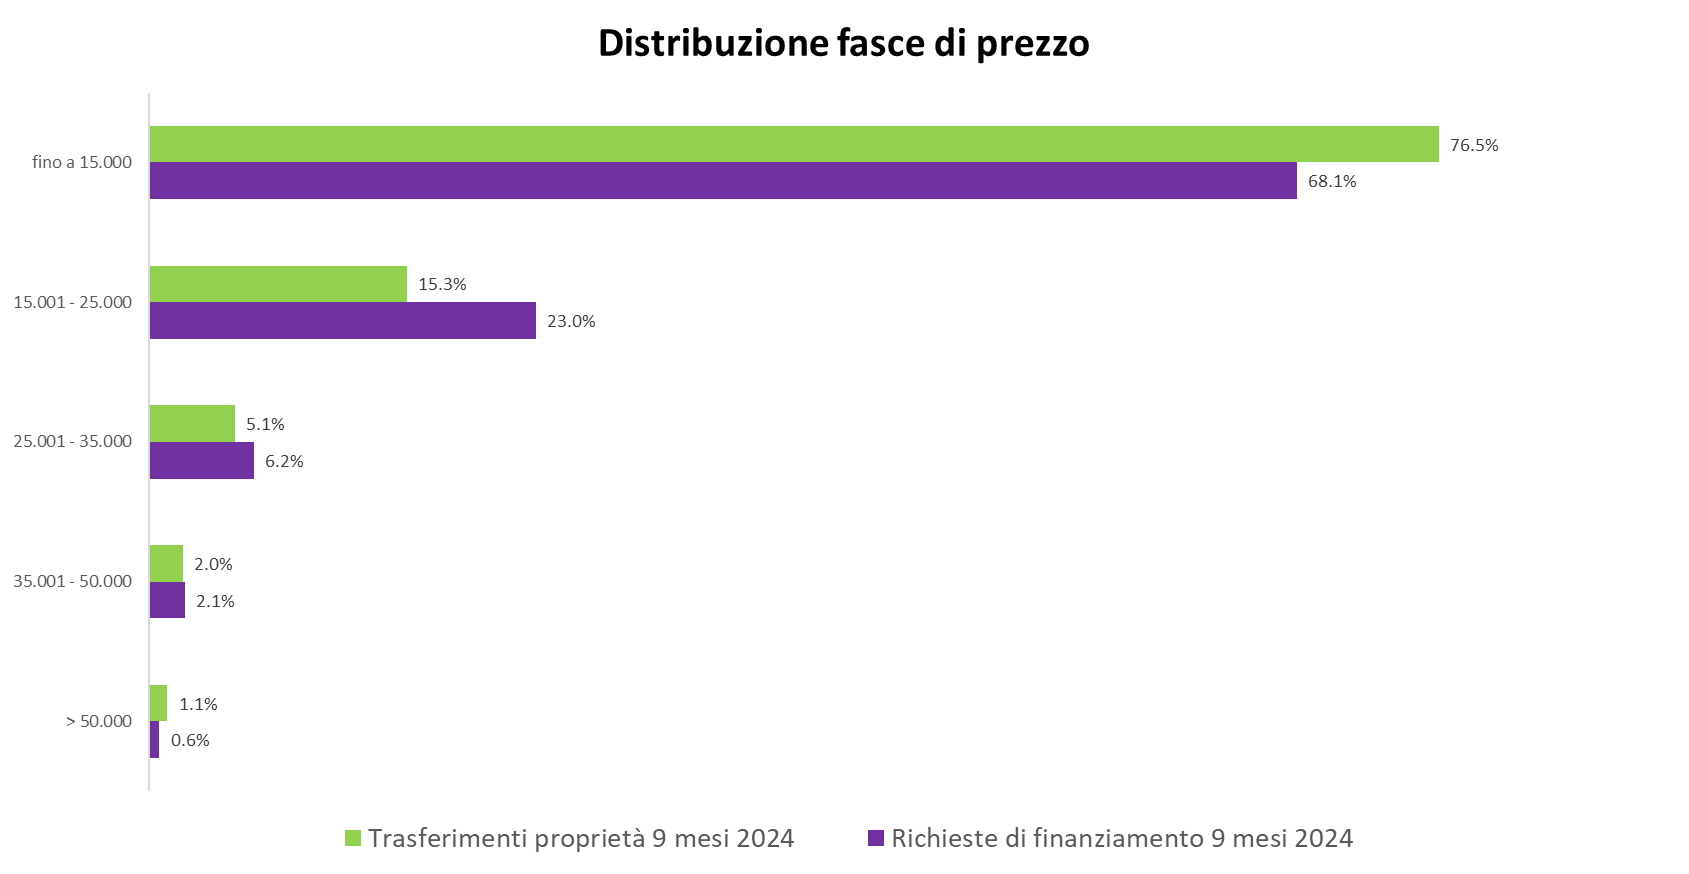 Distribuzione fasce di prezzo
fino a 15.000
76.5%
68.1%
15.001 - 25.000
15.3%
23.0%
25.001 - 35.000
5.1%
6.2%
35.001 - 50.000
2.0%
2.1%
> 50.000
1.1%
0.6%
Trasferimenti proprietà 9 mesi 2024
Richieste di finanziamento 9 mesi 2024